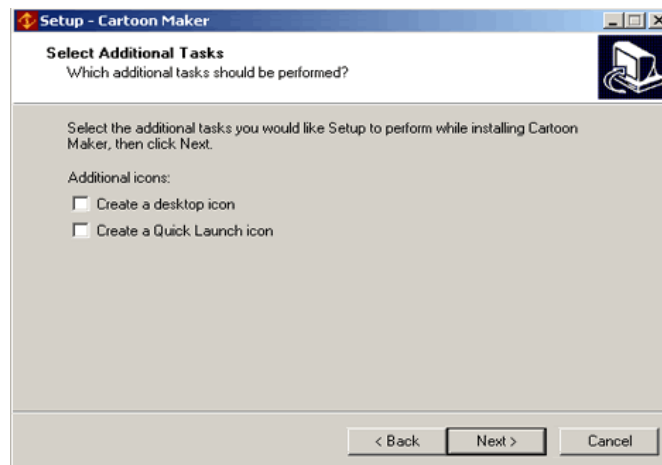 Setup - Cartoon Maker
Select Additional Tasks
Which additional tasks should be performed?
Select the additional tasks you would like Setup to perform while installing Cartoon
Maker, then click Next.
Additional icons:
Create a desktop icon
Create a Quick Launch icon
< Back Next > Cancel